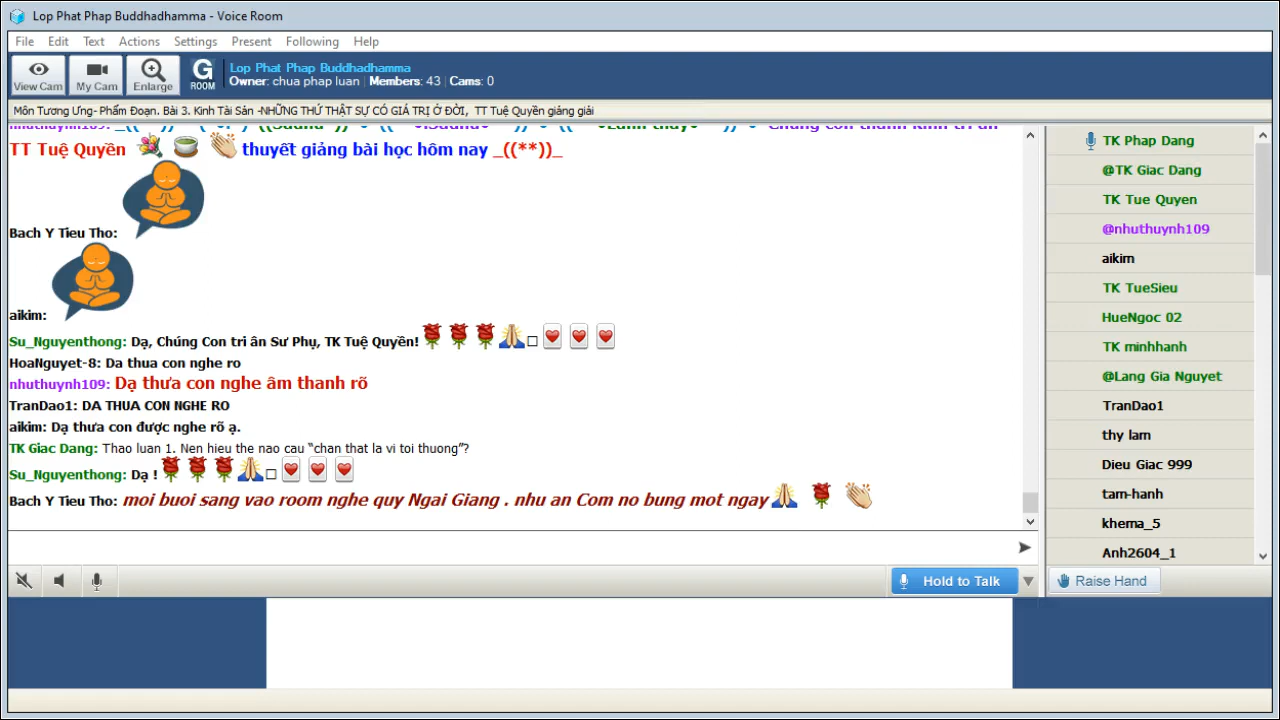 Lop Phat Phap Buddhadhamma - Voice Room
File Edit Text Actions Settings Present Following Help
View Cam My Cam Enlarge G ROOM
Lop Phat Phap Buddhadhamma
Owner: chua phap luan Members: 43 Cams: 0
Môn Tương Ưng- Phẩm Đoạn. Bài 3. Kinh Tài Sản -NHỮNG THỨ THẬT SỰ CÓ GIÁ TRỊ Ở ĐỜI, TT Tuệ Quyền giảng giải
TT Tuệ Quyền thuyết giảng bài học hôm nay _((**))_
Bach Y Tieu Tho:
aikim:
Su_Nguyenthong: Dạ, Chúng Con tri ân Sư Phụ, TK Tuệ Quyền!
HoaNguyet-8: Da thua con nghe ro
nhuthuynh109: Dạ thưa con nghe âm thanh rõ
TranDao1: DA THUA CON NGHE RO
aikim: Dạ thưa con được nghe rõ ạ.
TK Giac Dang: Thao luan 1. Nen hieu the nao cau “chan that la vi toi thuong”?
Su_Nguyenthong: Dạ !
Bach Y Tieu Tho: moi buoi sang vao room nghe quy Ngai Giang . nhu an Com no bung mot ngay
Hold to Talk
TK Phap Dang
@TK Giac Dang
TK Tue Quyen
@nhuthuynh109
aikim
TK TueSieu
HueNgoc 02
TK minhhanh
@Lang Gia Nguyet
TranDao1
thy lam
Dieu Giac 999
tam-hanh
khema_5
Anh2604_1
Raise Hand